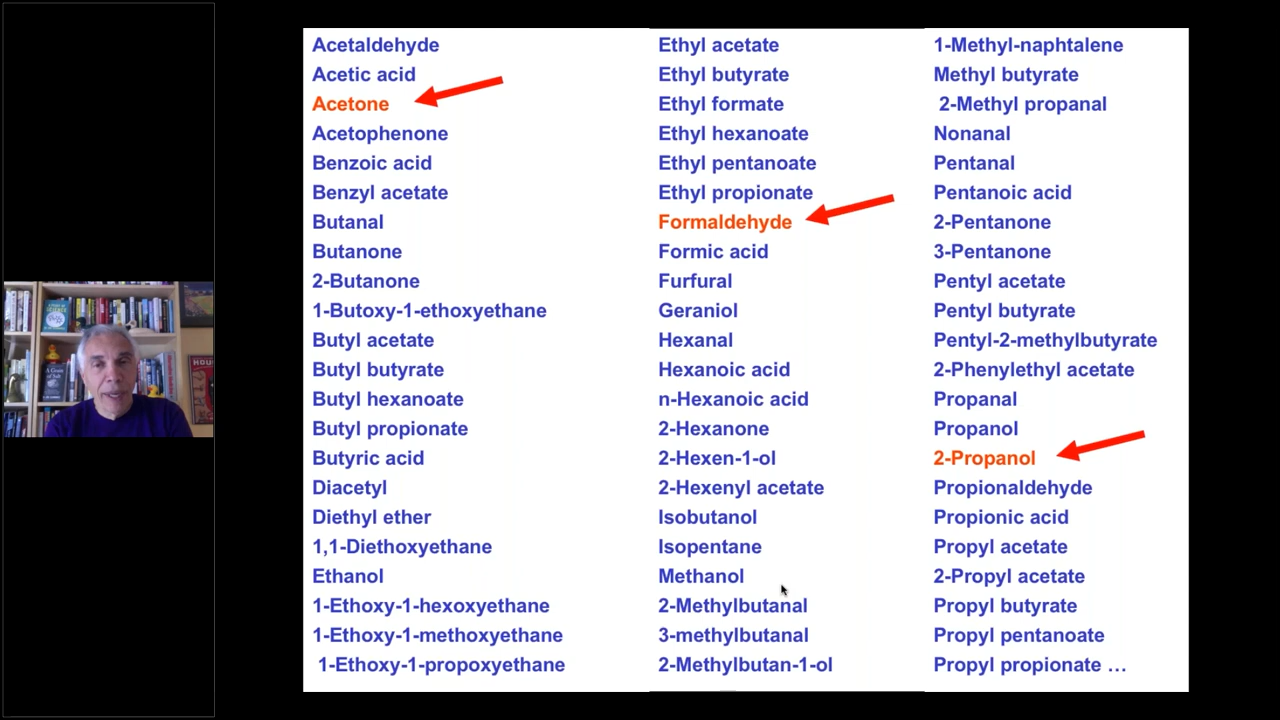 Acetaldehyde
Acetic acid
Acetone
Acetophenone
Benzoic acid
Benzyl acetate
Butanal
Butanone
2-Butanone
1-Butoxy-1-ethoxyethane
Butyl acetate
Butyl butyrate
Butyl hexanoate
Butyl propionate
Butyric acid
Diacetyl
Diethyl ether
1,1-Diethoxyethane
Ethanol
1-Ethoxy-1-hexoxyethane
1-Ethoxy-1-methoxyethane
1-Ethoxy-1-propoxyethane
Ethyl acetate
Ethyl butyrate
Ethyl formate
Ethyl hexanoate
Ethyl pentanoate
Ethyl propionate
Formaldehyde
Formic acid
Furfural
Geraniol
Hexanal
Hexanoic acid
n-Hexanoic acid
2-Hexanone
2-Hexen-1-ol
2-Hexenyl acetate
Isobutanol
Isopentane
Methanol
2-Methylbutanal
3-methylbutanal
2-Methylbutan-1-ol
1-Methyl-naphtalene
Methyl butyrate
2-Methyl propanal
Nonanal
Pentanal
Pentanoic acid
2-Pentanone
3-Pentanone
Pentyl acetate
Pentyl butyrate
Pentyl-2-methylbutyrate
2-Phenylethyl acetate
Propanal
Propanol
2-Propanol
Propionaldehyde
Propionic acid
Propyl acetate
2-Propyl acetate
Propyl butyrate
Propyl pentanoate
Propyl propionate …